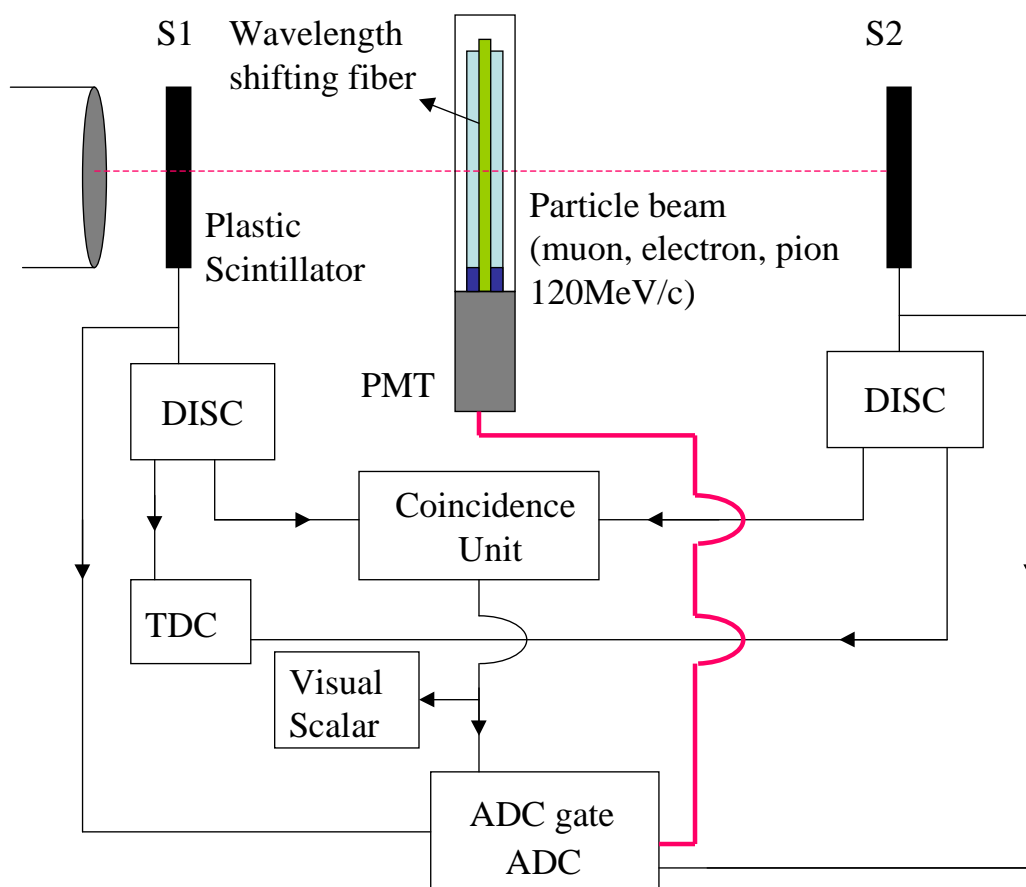 S1
Wavelength
shifting fiber
S2
Plastic
Scintillator
Particle beam
(muon, electron, pion
120MeV/c)
PMT
DISC
DISC
Coincidence
Unit
TDC
Visual
Scalar
ADC gate
ADC